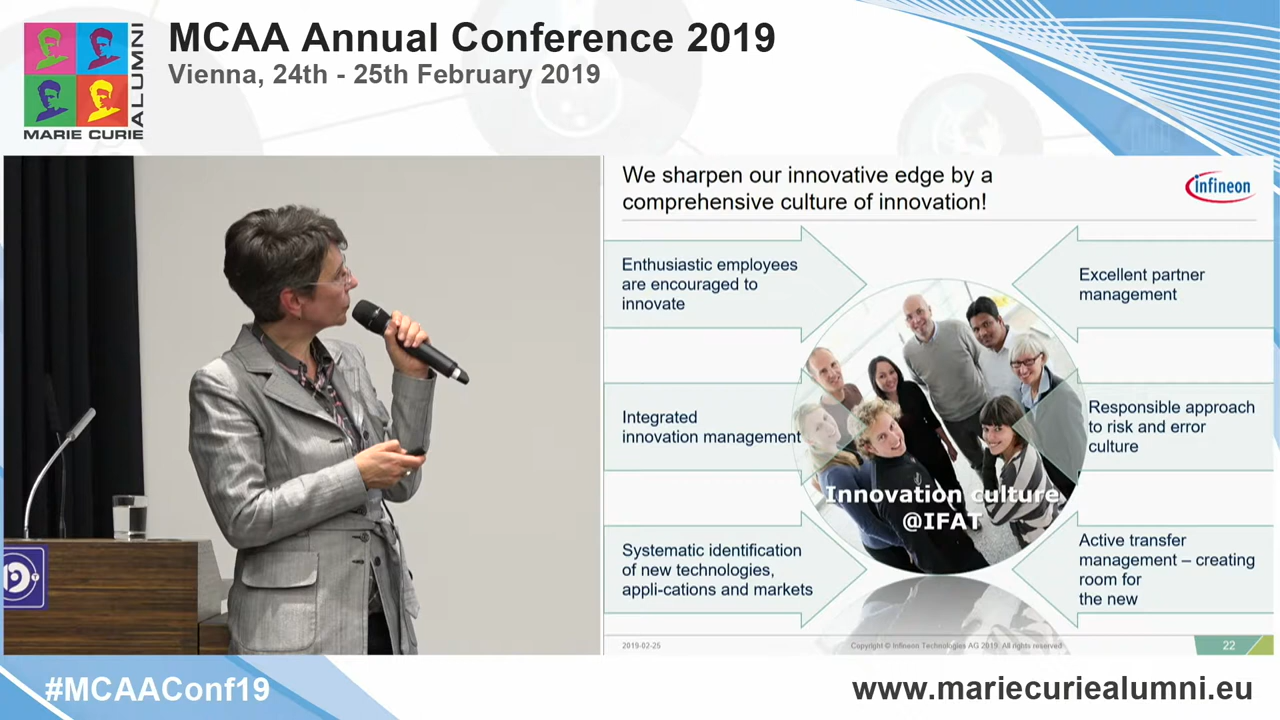 MCAA Annual Conference 2019
Vienna, 24th - 25th February 2019
MARIE CURIE
ALUMNI
We sharpen our innovative edge by a
comprehensive culture of innovation!
infineon
Enthusiastic employees
are encouraged to
innovate
Excellent partner
management
Integrated
innovation management
Responsible approach
to risk and error
culture
Innovation culture
@IFAT
Systematic identification
of new technologies,
appli-cations and markets
Active transfer
management – creating
room for
the new
2019-02-25
Copyright © Infineon Technologies AG 2019. All rights reserved.
22
#MCAAConf19
www.mariecuriealumni.eu